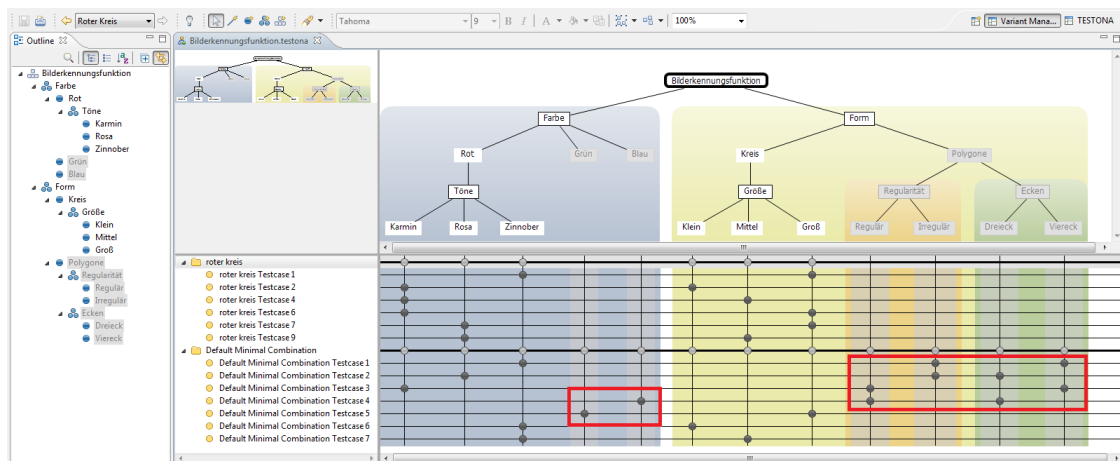 Roter Kreis Tahoma 9 B I A 100% Variant Mana... TESTONA
Outline
Bilderkennungsfunktion.testona
Bilderkennungsfunktion
Farbe
Rot
Töne
Karmin
Rosa
Zinnober
Grün
Blau
Form
Kreis
Größe
Klein
Mittel
Groß
Polygone
Regularität
Regulär
Irregulär
Ecken
Dreieck
Viereck
Bilderkennungsfunktion
Farbe Form
Rot Grün Blau Kreis Polygone
Töne Größe Regularität Ecken
Karmin Rosa Zinnober Klein Mittel Groß Regulär Irregulär Dreieck Viereck
roter kreis
roter kreis Testcase 1
roter kreis Testcase 2
roter kreis Testcase 4
roter kreis Testcase 6
roter kreis Testcase 7
roter kreis Testcase 9
Default Minimal Combination
Default Minimal Combination Testcase 1
Default Minimal Combination Testcase 2
Default Minimal Combination Testcase 3
Default Minimal Combination Testcase 4
Default Minimal Combination Testcase 5
Default Minimal Combination Testcase 6
Default Minimal Combination Testcase 7